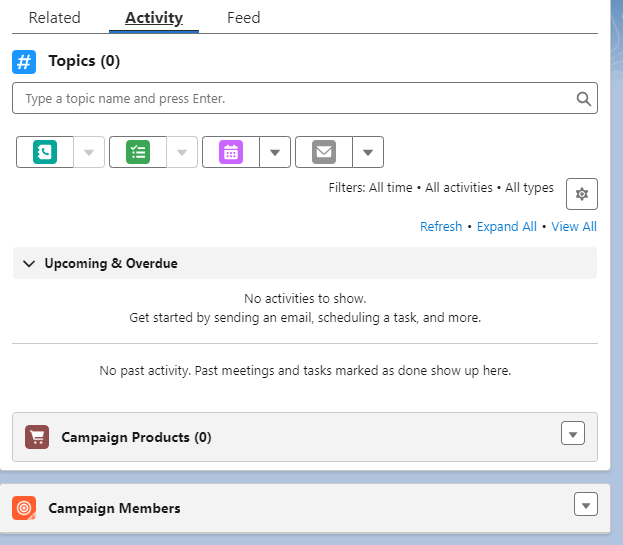 Related Activity Feed
# Topics (0)
Type a topic name and press Enter.
Filters: All time • All activities • All types
Refresh • Expand All • View All
Upcoming & Overdue
No activities to show.
Get started by sending an email, scheduling a task, and more.
No past activity. Past meetings and tasks marked as done show up here.
Campaign Products (0)
Campaign Members